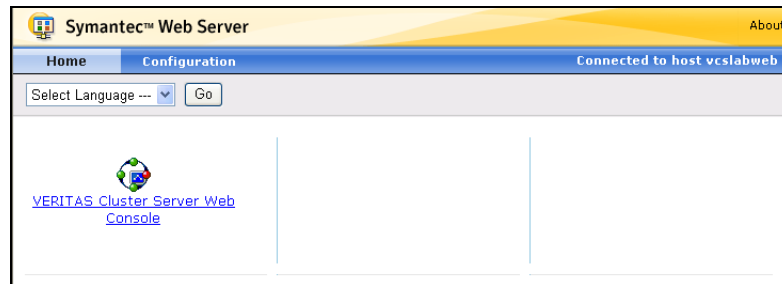 Symantec™ Web Server
About
Home Configuration Connected to host vcslabweb
Select Language --- Go
VERITAS Cluster Server Web
Console